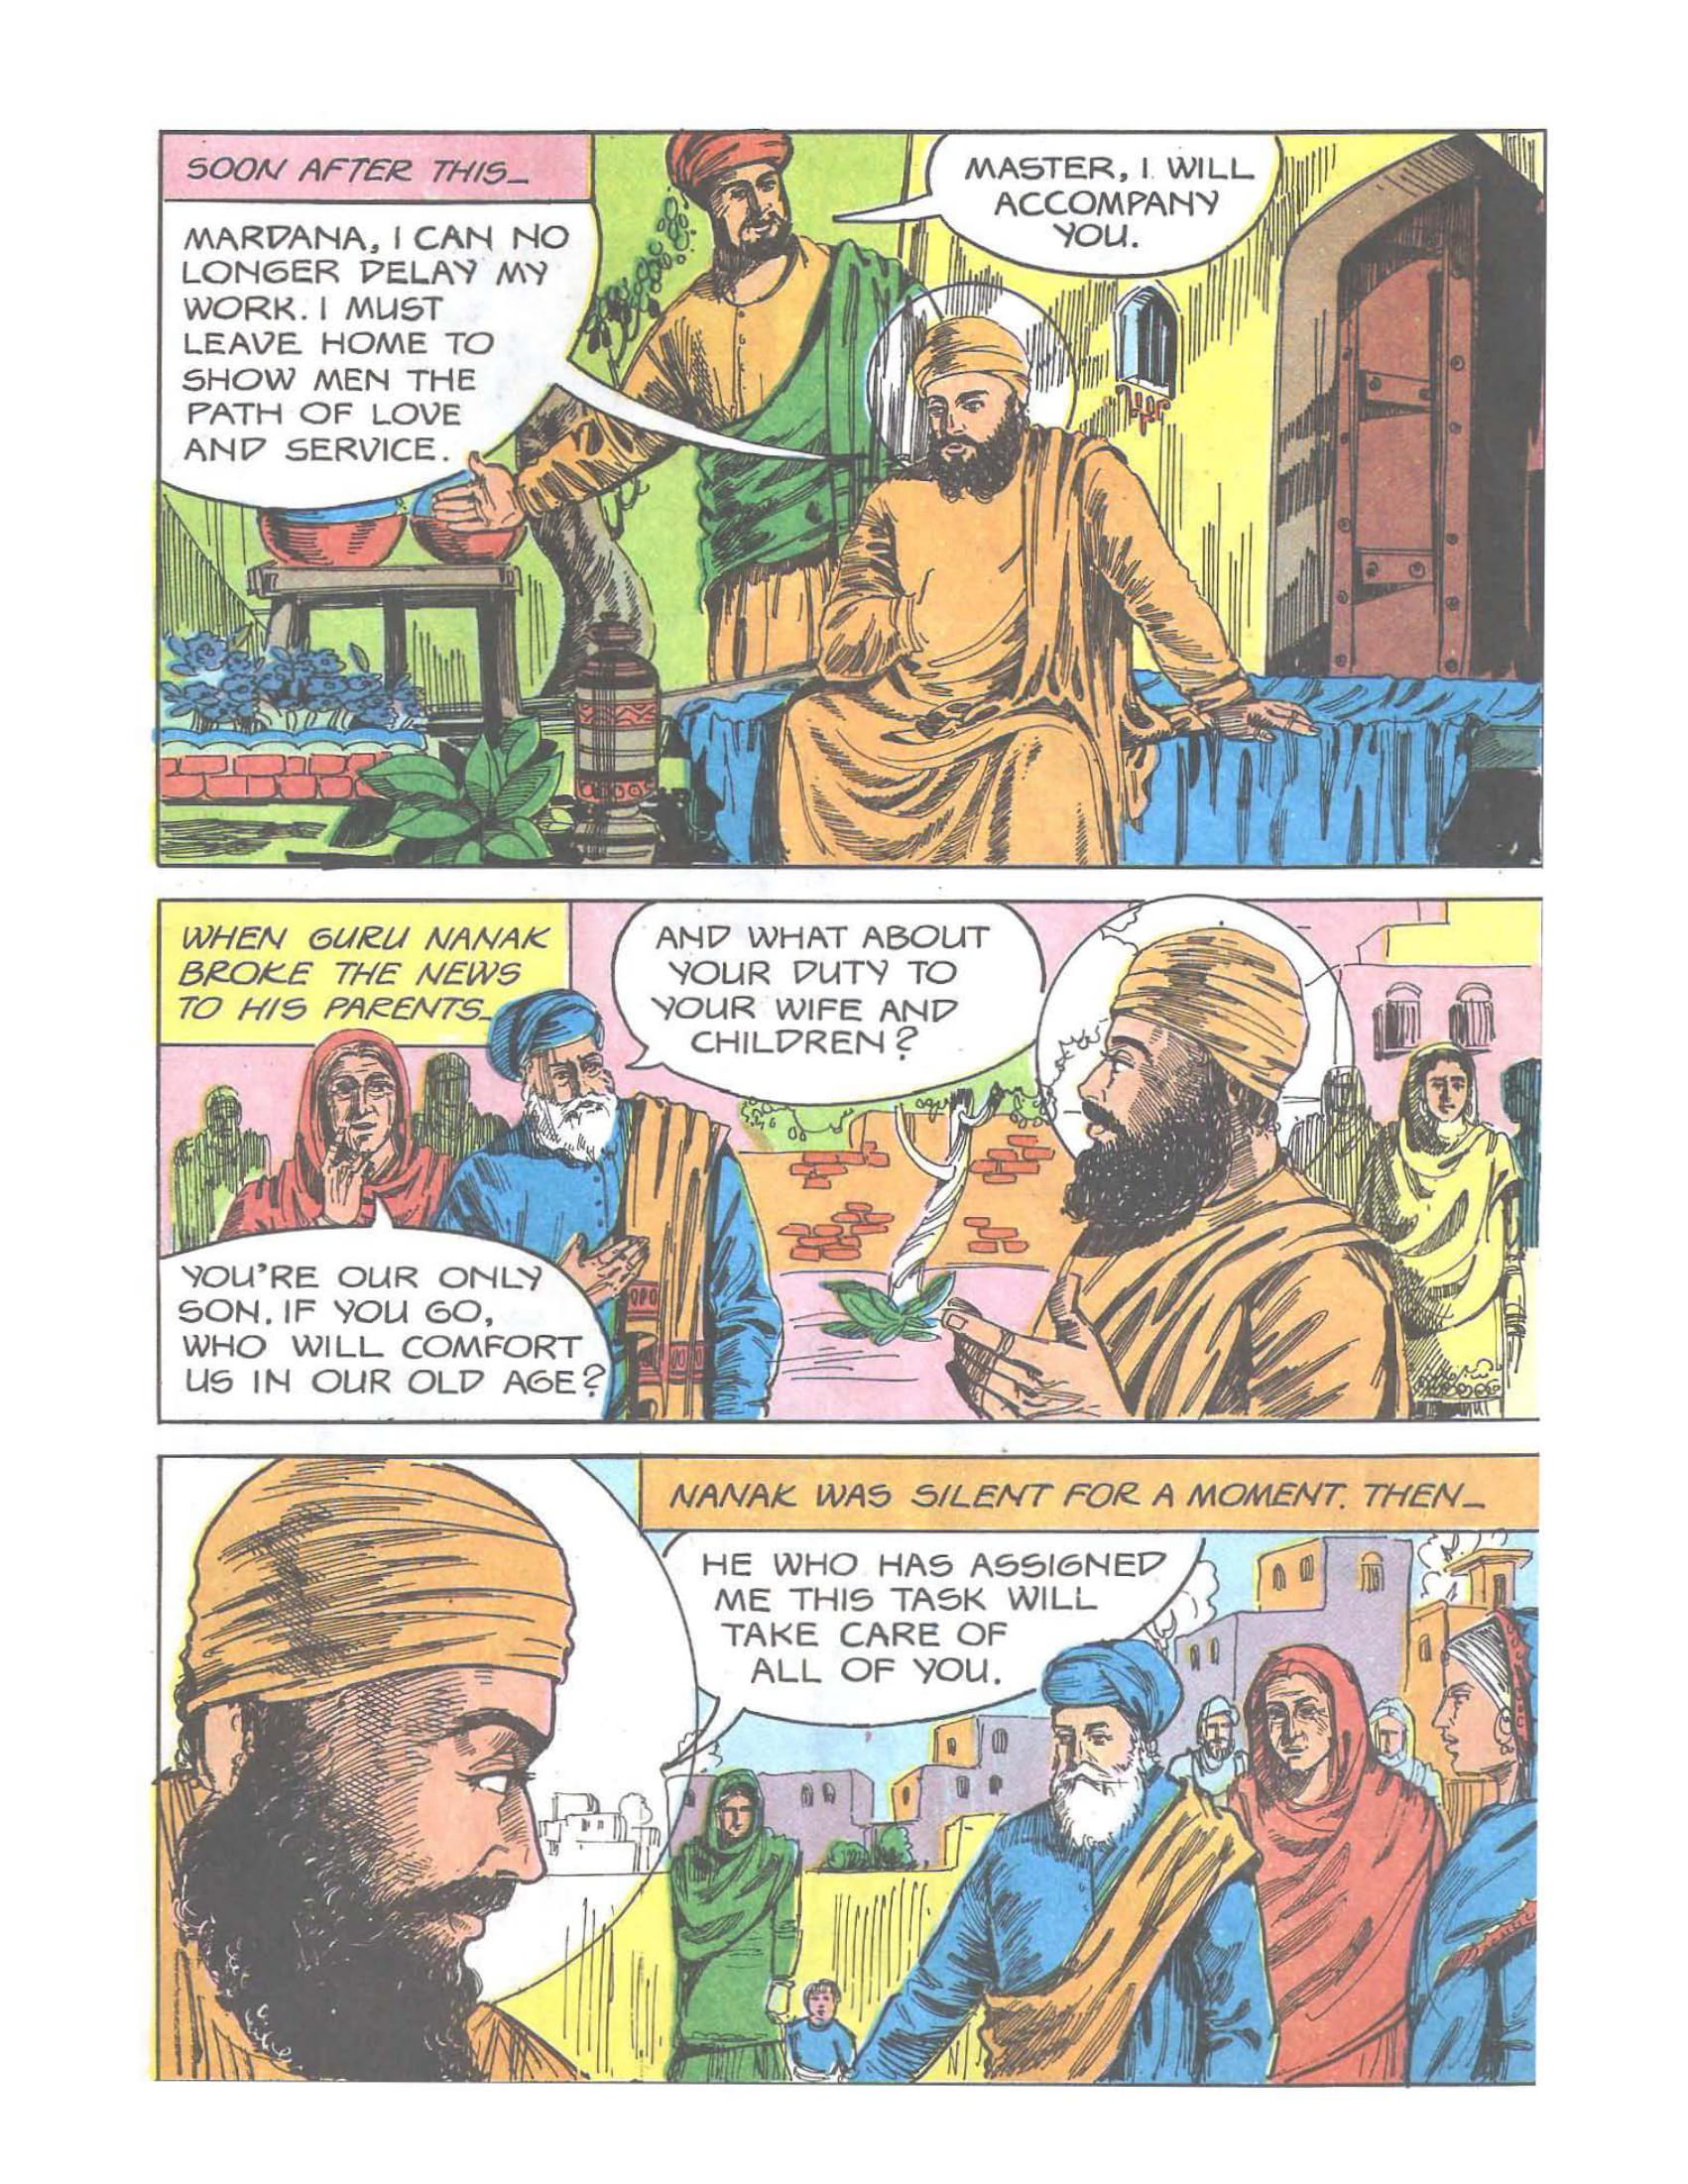 SOON AFTER THIS_
MARDANA, I CAN NO
LONGER DELAY MY
WORK. I MUST
LEAVE HOME TO
SHOW MEN THE
PATH OF LOVE
AND SERVICE.
MASTER, I WILL
ACCOMPANY
YOU.
WHEN GURU NANAK
BROKE THE NEWS
TO HIS PARENTS_
AND WHAT ABOUT
YOUR DUTY TO
YOUR WIFE AND
CHILDREN?
YOU'RE OUR ONLY
SON. IF YOU GO,
WHO WILL COMFORT
US IN OUR OLD AGE?
NANAK WAS SILENT FOR A MOMENT. THEN_
HE WHO HAS ASSIGNED
ME THIS TASK WILL
TAKE CARE OF
ALL OF YOU.